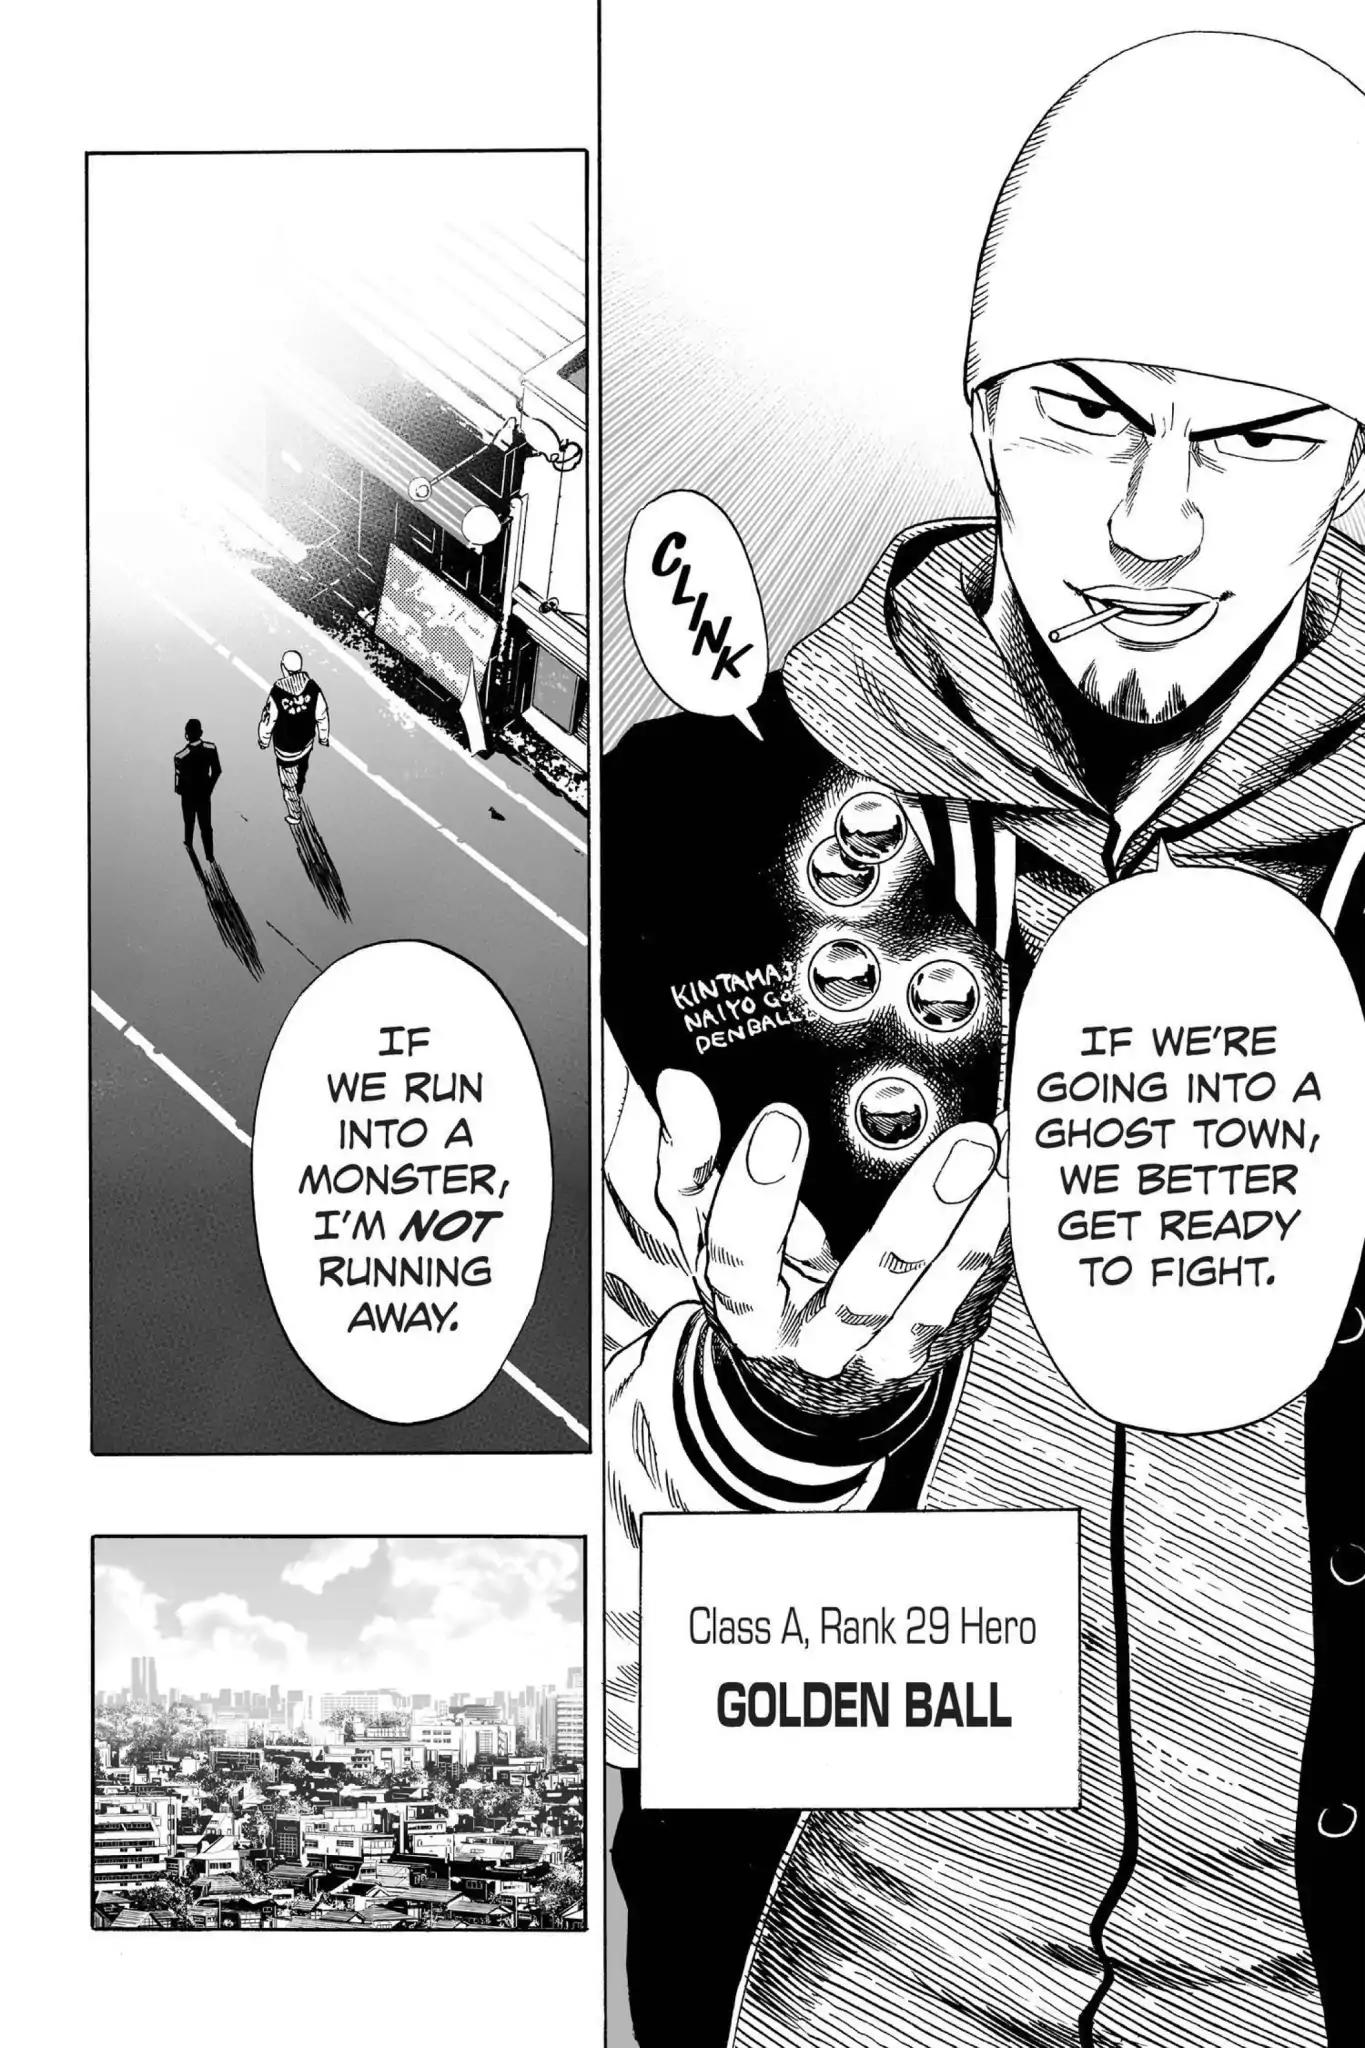 CLINK
IF WE'RE
GOING INTO A
GHOST TOWN,
WE BETTER
GET READY
TO FIGHT.
KINTAMAJ
NAIYO GO
DENBALL
Class A, Rank 29 Hero
GOLDEN BALL
IF
WE RUN
INTO A
MONSTER,
I'M NOT
RUNNING
AWAY.